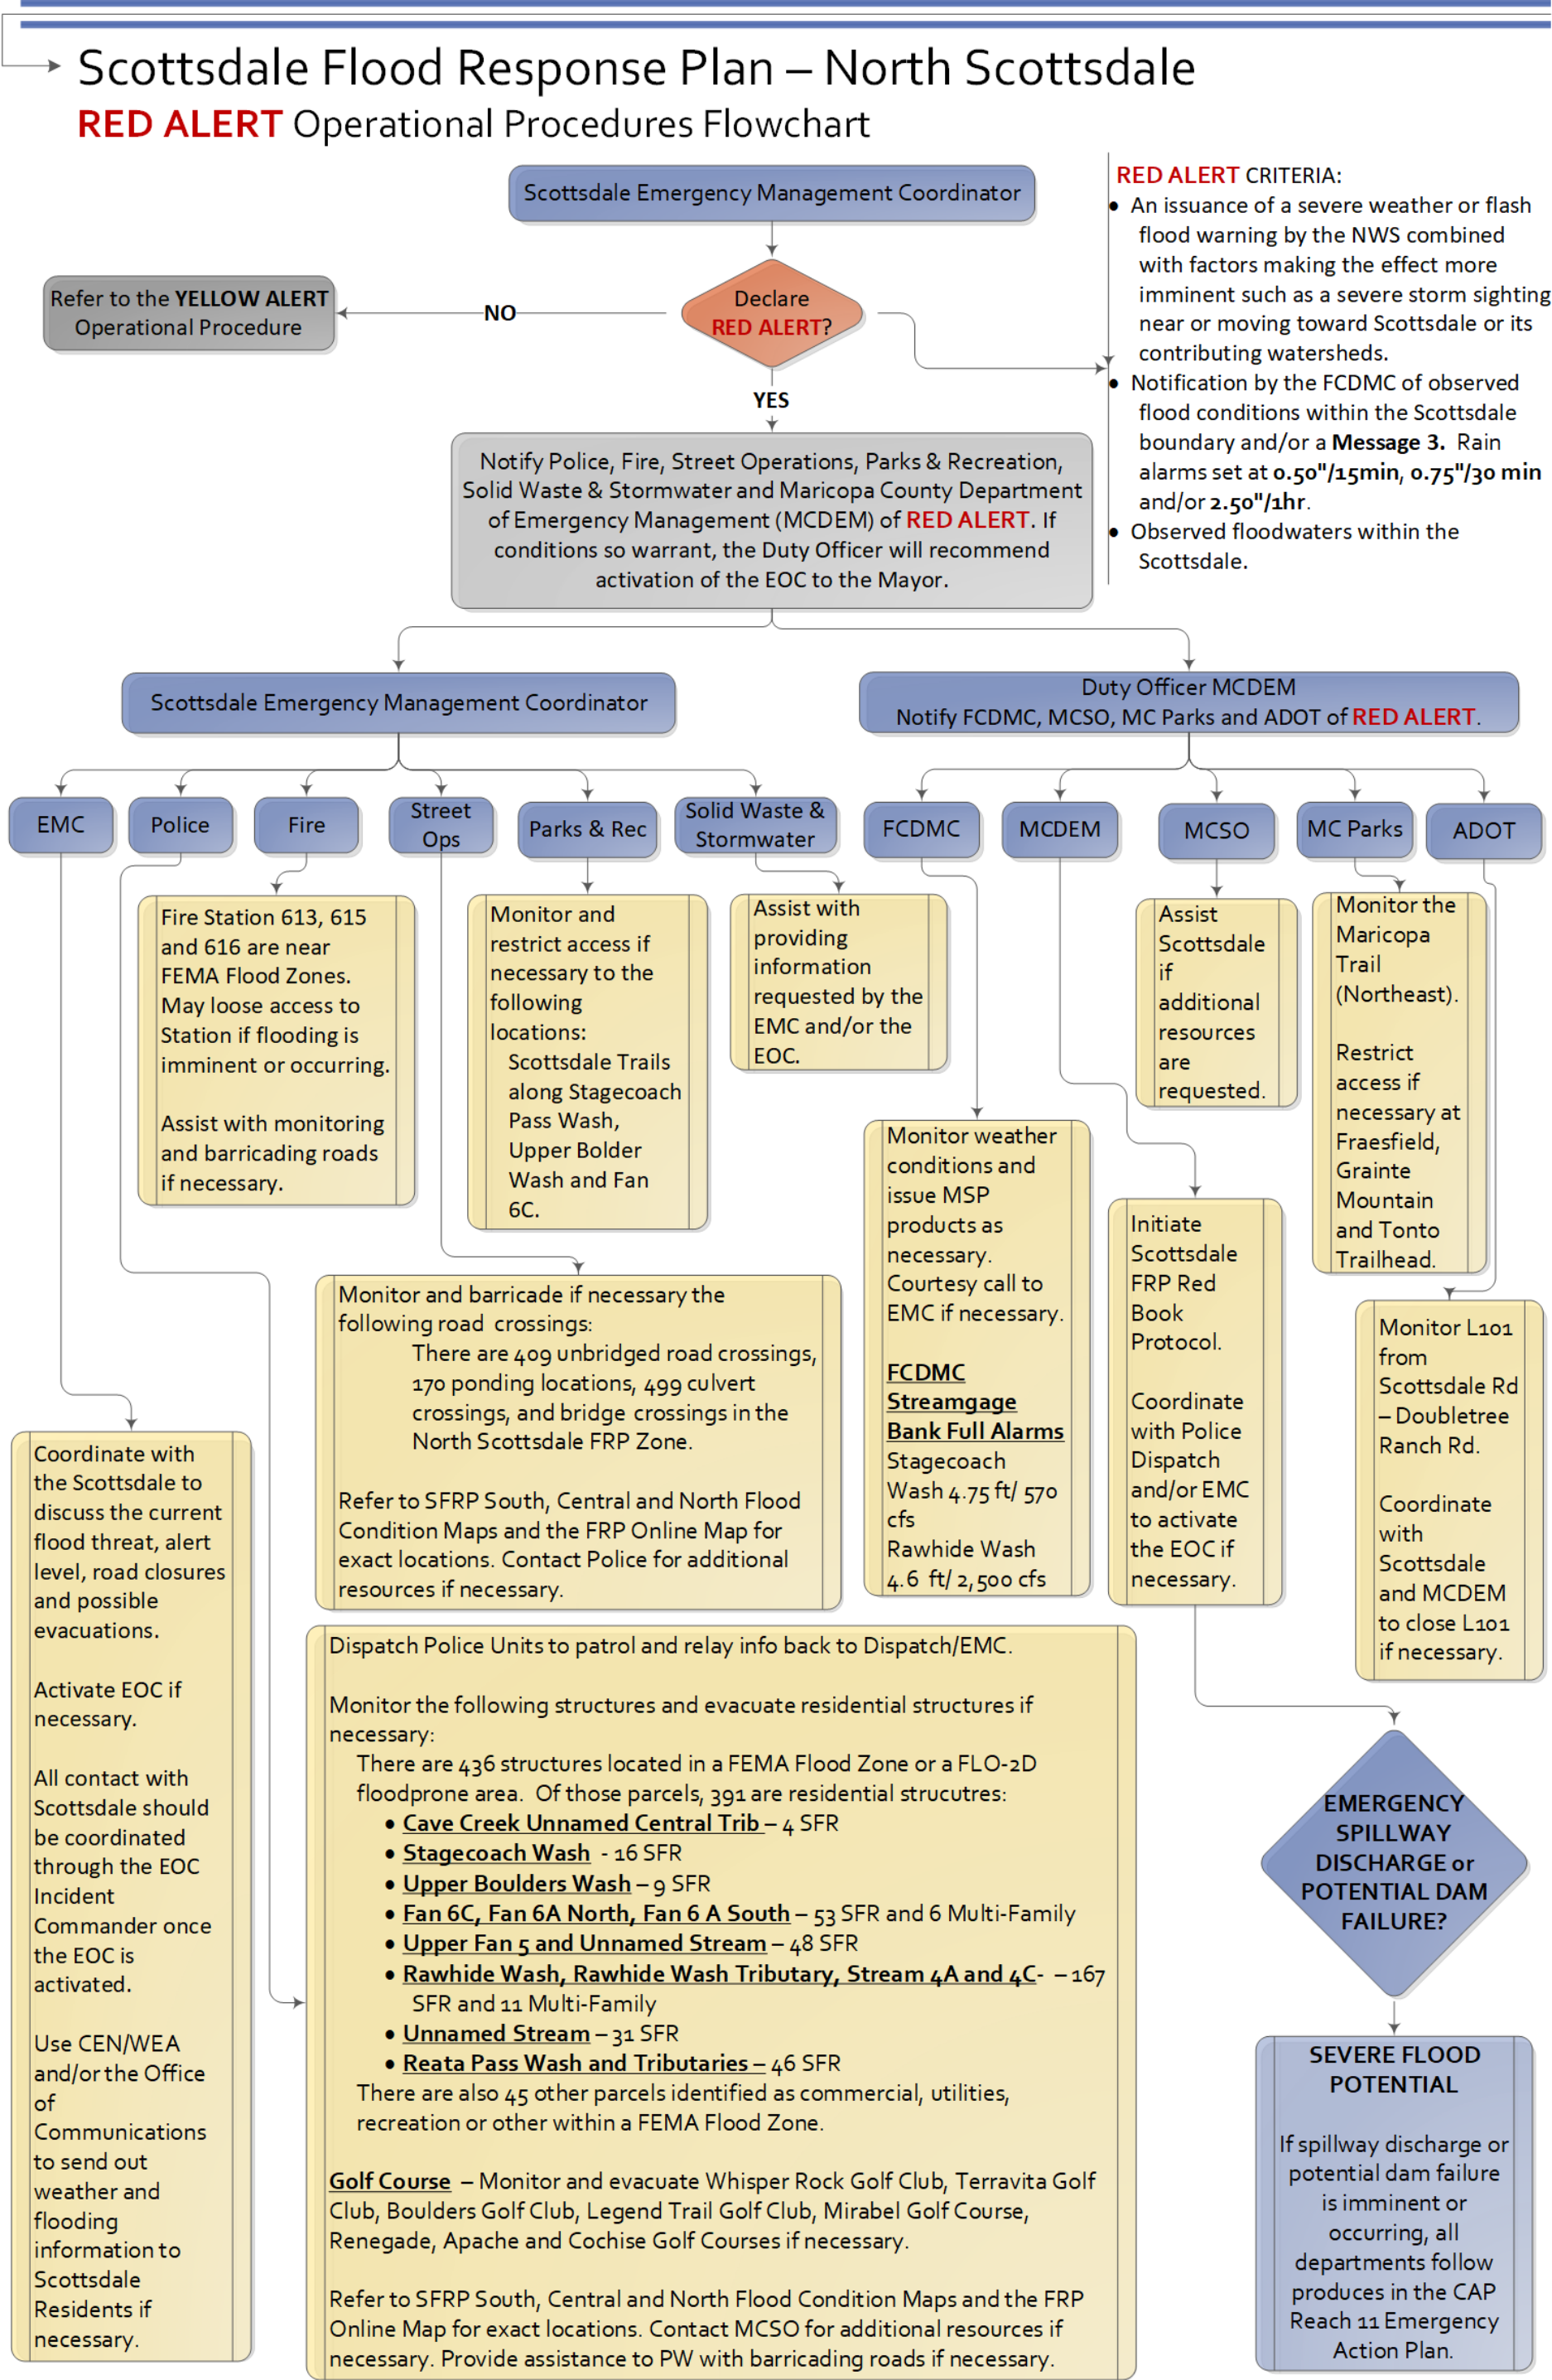 Scottsdale Flood Response Plan – North Scottsdale
RED ALERT Operational Procedures Flowchart
Scottsdale Emergency Management Coordinator
Declare
RED ALERT?
NO
Refer to the YELLOW ALERT
Operational Procedure
YES
RED ALERT CRITERIA:
• An issuance of a severe weather or flash
flood warning by the NWS combined
with factors making the effect more
imminent such as a severe storm sighting
near or moving toward Scottsdale or its
contributing watersheds.
• Notification by the FCDMC of observed
flood conditions within the Scottsdale
boundary and/or a Message 3. Rain
alarms set at 0.50"/15min, 0.75"/30 min
and/or 2.50"/1hr.
• Observed floodwaters within the
Scottsdale.
Notify Police, Fire, Street Operations, Parks & Recreation,
Solid Waste & Stormwater and Maricopa County Department
of Emergency Management (MCDEM) of RED ALERT. If
conditions so warrant, the Duty Officer will recommend
activation of the EOC to the Mayor.
Scottsdale Emergency Management Coordinator
Duty Officer MCDEM
Notify FCDMC, MCSO, MC Parks and ADOT of RED ALERT.
EMC
Police
Fire
Street
Ops
Parks & Rec
Solid Waste &
Stormwater
FCDMC
MCDEM
MCSO
MC Parks
ADOT
Fire Station 613, 615
and 616 are near
FEMA Flood Zones.
May loose access to
Station if flooding is
imminent or occurring.
Assist with monitoring
and barricading roads
if necessary.
Monitor and
restrict access if
necessary to the
following
locations:
Scottsdale Trails
along Stagecoach
Pass Wash,
Upper Bolder
Wash and Fan
6C.
Assist with
providing
information
requested by the
EMC and/or the
EOC.
Assist
Scottsdale
if
additional
resources
are
requested.
Monitor the
Maricopa
Trail
(Northeast).
Restrict
access if
necessary at
Fraesfield,
Grainte
Mountain
and Tonto
Trailhead.
Monitor weather
conditions and
issue MSP
products as
necessary.
Courtesy call to
EMC if necessary.
FCDMC
Streamgage
Bank Full Alarms
Stagecoach
Wash 4.75 ft/ 570
cfs
Rawhide Wash
4.6 ft/ 2,500 cfs
Initiate
Scottsdale
FRP Red
Book
Protocol.
Coordinate
with Police
Dispatch
and/or EMC
to activate
the EOC if
necessary.
Monitor L101
from
Scottsdale Rd
– Doubletree
Ranch Rd.
Coordinate
with
Scottsdale
and MCDEM
to close L101
if necessary.
Monitor and barricade if necessary the
following road crossings:
There are 409 unbridged road crossings,
170 ponding locations, 499 culvert
crossings, and bridge crossings in the
North Scottsdale FRP Zone.
Refer to SFRP South, Central and North Flood
Condition Maps and the FRP Online Map for
exact locations. Contact Police for additional
resources if necessary.
Coordinate with
the Scottsdale to
discuss the current
flood threat, alert
level, road closures
and possible
evacuations.
Activate EOC if
necessary.
All contact with
Scottsdale should
be coordinated
through the EOC
Incident
Commander once
the EOC is
activated.
Use CEN/WEA
and/or the Office
of
Communications
to send out
weather and
flooding
information to
Scottsdale
Residents if
necessary.
Dispatch Police Units to patrol and relay info back to Dispatch/EMC.
Monitor the following structures and evacuate residential structures if
necessary:
There are 436 structures located in a FEMA Flood Zone or a FLO-2D
floodprone area. Of those parcels, 391 are residential strucutres:
• Cave Creek Unnamed Central Trib – 4 SFR
• Stagecoach Wash - 16 SFR
• Upper Boulders Wash – 9 SFR
• Fan 6C, Fan 6A North, Fan 6 A South – 53 SFR and 6 Multi-Family
• Upper Fan 5 and Unnamed Stream – 48 SFR
• Rawhide Wash, Rawhide Wash Tributary, Stream 4A and 4C- – 167
SFR and 11 Multi-Family
• Unnamed Stream – 31 SFR
• Reata Pass Wash and Tributaries – 46 SFR
There are also 45 other parcels identified as commercial, utilities,
recreation or other within a FEMA Flood Zone.
Golf Course – Monitor and evacuate Whisper Rock Golf Club, Terravita Golf
Club, Boulders Golf Club, Legend Trail Golf Club, Mirabel Golf Course,
Renegade, Apache and Cochise Golf Courses if necessary.
Refer to SFRP South, Central and North Flood Condition Maps and the FRP
Online Map for exact locations. Contact MCSO for additional resources if
necessary. Provide assistance to PW with barricading roads if necessary.
EMERGENCY
SPILLWAY
DISCHARGE or
POTENTIAL DAM
FAILURE?
SEVERE FLOOD
POTENTIAL
If spillway discharge or
potential dam failure
is imminent or
occurring, all
departments follow
produces in the CAP
Reach 11 Emergency
Action Plan.